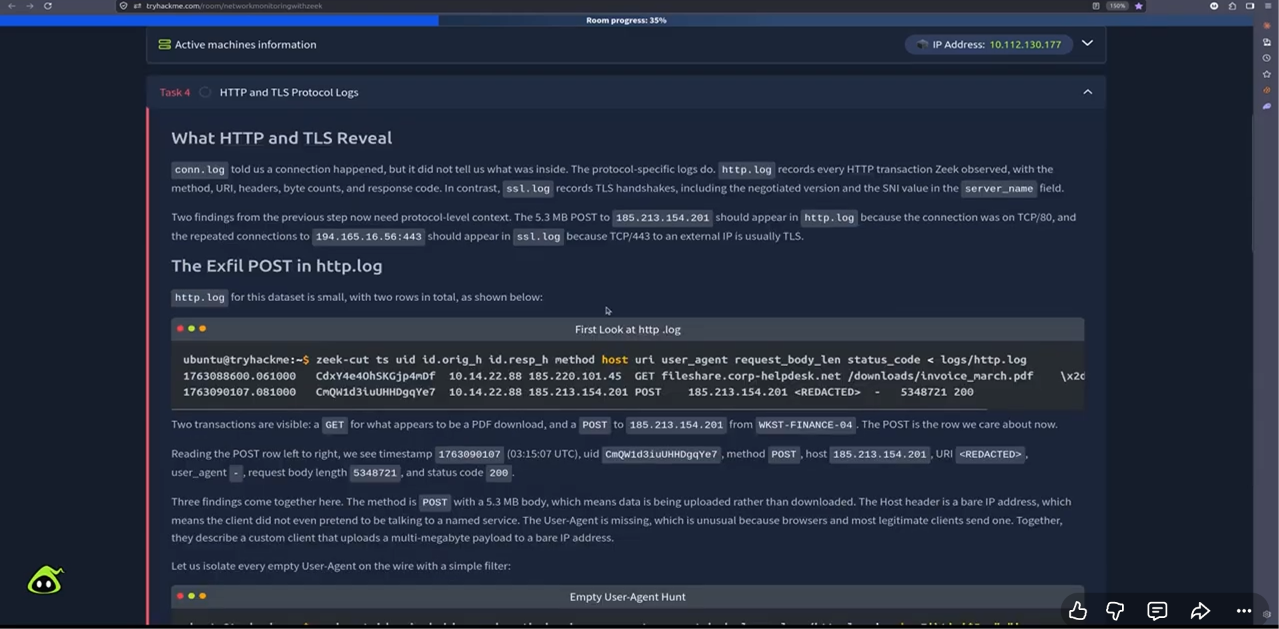 tryhackme.com/room/networkmonitoringwithzeek
150%
Room progress: 35%
Active machines information
IP Address: 10.112.130.177
Task 4 HTTP and TLS Protocol Logs
What HTTP and TLS Reveal
conn.log told us a connection happened, but it did not tell us what was inside. The protocol-specific logs do. http.log records every HTTP transaction Zeek observed, with the
method, URI, headers, byte counts, and response code. In contrast, ssl.log records TLS handshakes, including the negotiated version and the SNI value in the server_name field.
Two findings from the previous step now need protocol-level context. The 5.3 MB POST to 185.213.154.201 should appear in http.log because the connection was on TCP/80, and
the repeated connections to 194.165.16.56:443 should appear in ssl.log because TCP/443 to an external IP is usually TLS.
The Exfil POST in http.log
http.log for this dataset is small, with two rows in total, as shown below:
First Look at http .log
ubuntu@tryhackme:~$ zeek-cut ts uid id.orig_h id.resp_h method host uri user_agent request_body_len status_code < logs/http.log
1763088600.061000 CdxY4e4OhSKGjp4mDf 10.14.22.88 185.220.101.45 GET fileshare.corp-helpdesk.net /downloads/invoice_march.pdf \x2d
1763090107.081000 CmQW1d3iuUHHDgqYe7 10.14.22.88 185.213.154.201 POST 185.213.154.201 <REDACTED> - 5348721 200
Two transactions are visible: a GET for what appears to be a PDF download, and a POST to 185.213.154.201 from WKST-FINANCE-04. The POST is the row we care about now.
Reading the POST row left to right, we see timestamp 1763090107 (03:15:07 UTC), uid CmQW1d3iuUHHDgqYe7, method POST, host 185.213.154.201, URI <REDACTED>,
user_agent -, request body length 5348721, and status code 200.
Three findings come together here. The method is POST with a 5.3 MB body, which means data is being uploaded rather than downloaded. The Host header is a bare IP address, which
means the client did not even pretend to be talking to a named service. The User-Agent is missing, which is unusual because browsers and most legitimate clients send one. Together,
they describe a custom client that uploads a multi-megabyte payload to a bare IP address.
Let us isolate every empty User-Agent on the wire with a simple filter:
Empty User-Agent Hunt